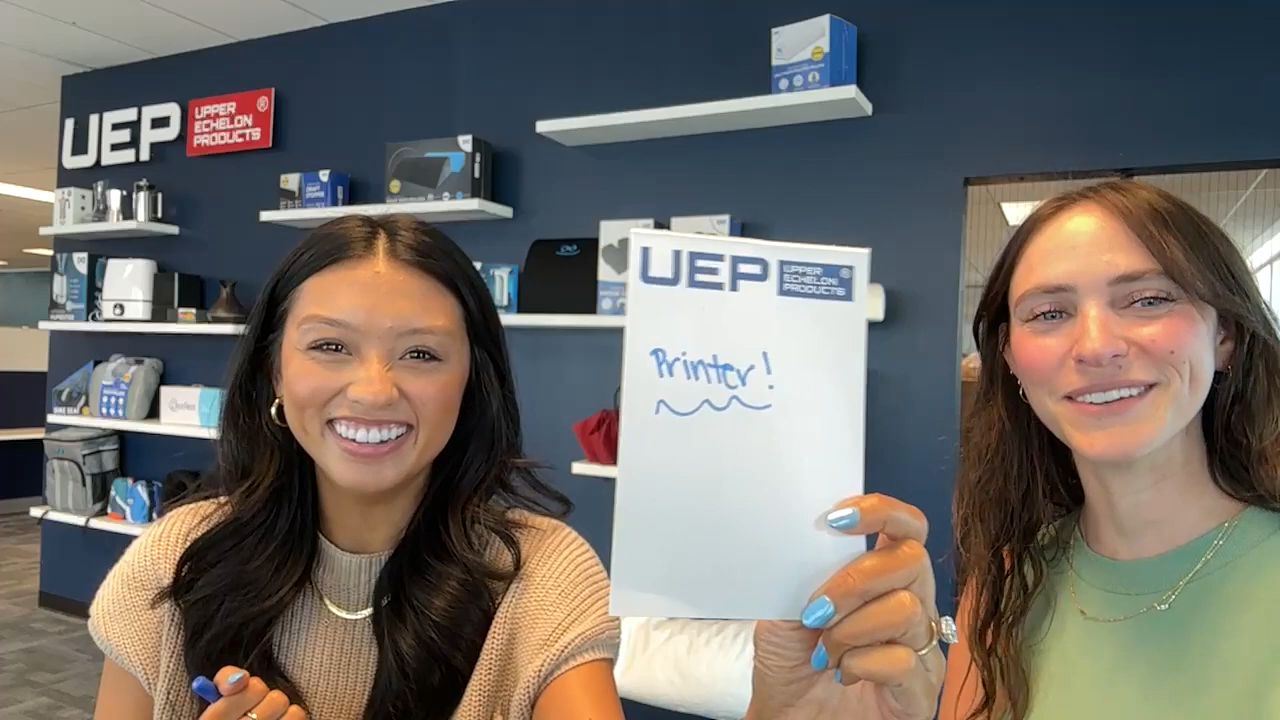 UEP
UPPER
ECHELON
PRODUCTS
®
UEP
UPPER
ECHELON
PRODUCTS
®
Printer!